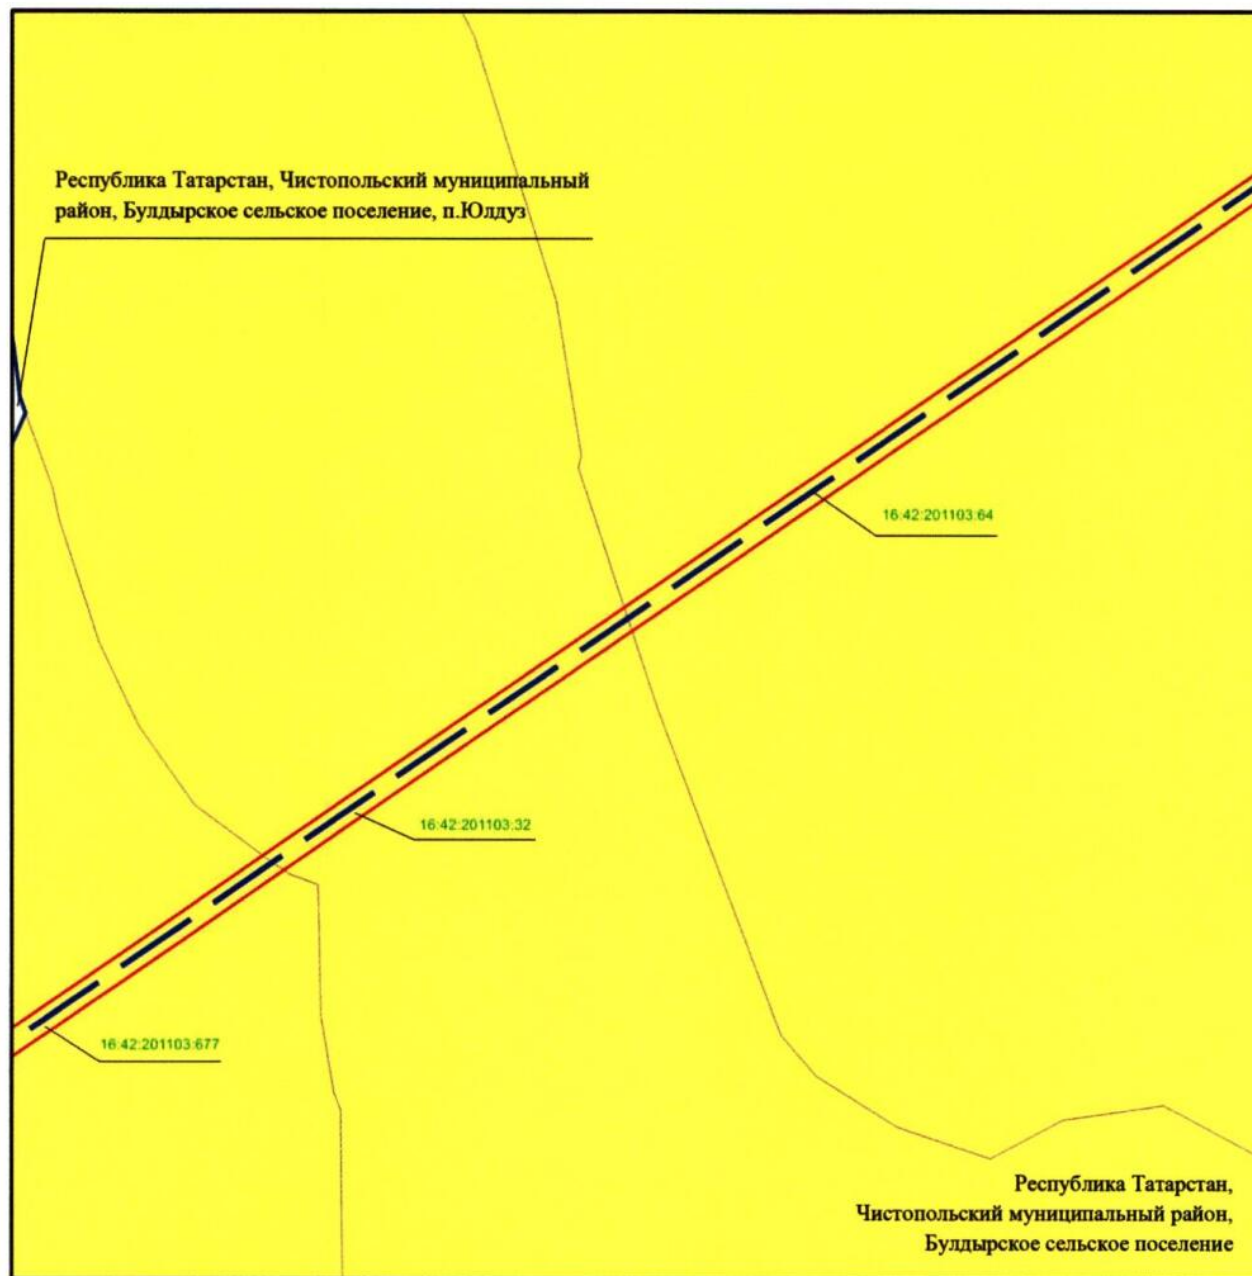 Республика Татарстан, Чистопольский муниципальный
район, Булдырское сельское поселение, п.Юлдуз
16:42:201103:64
16:42:201103:32
16:42:201103:677
Республика Татарстан,
Чистопольский муниципальный район,
Булдырское сельское поселение